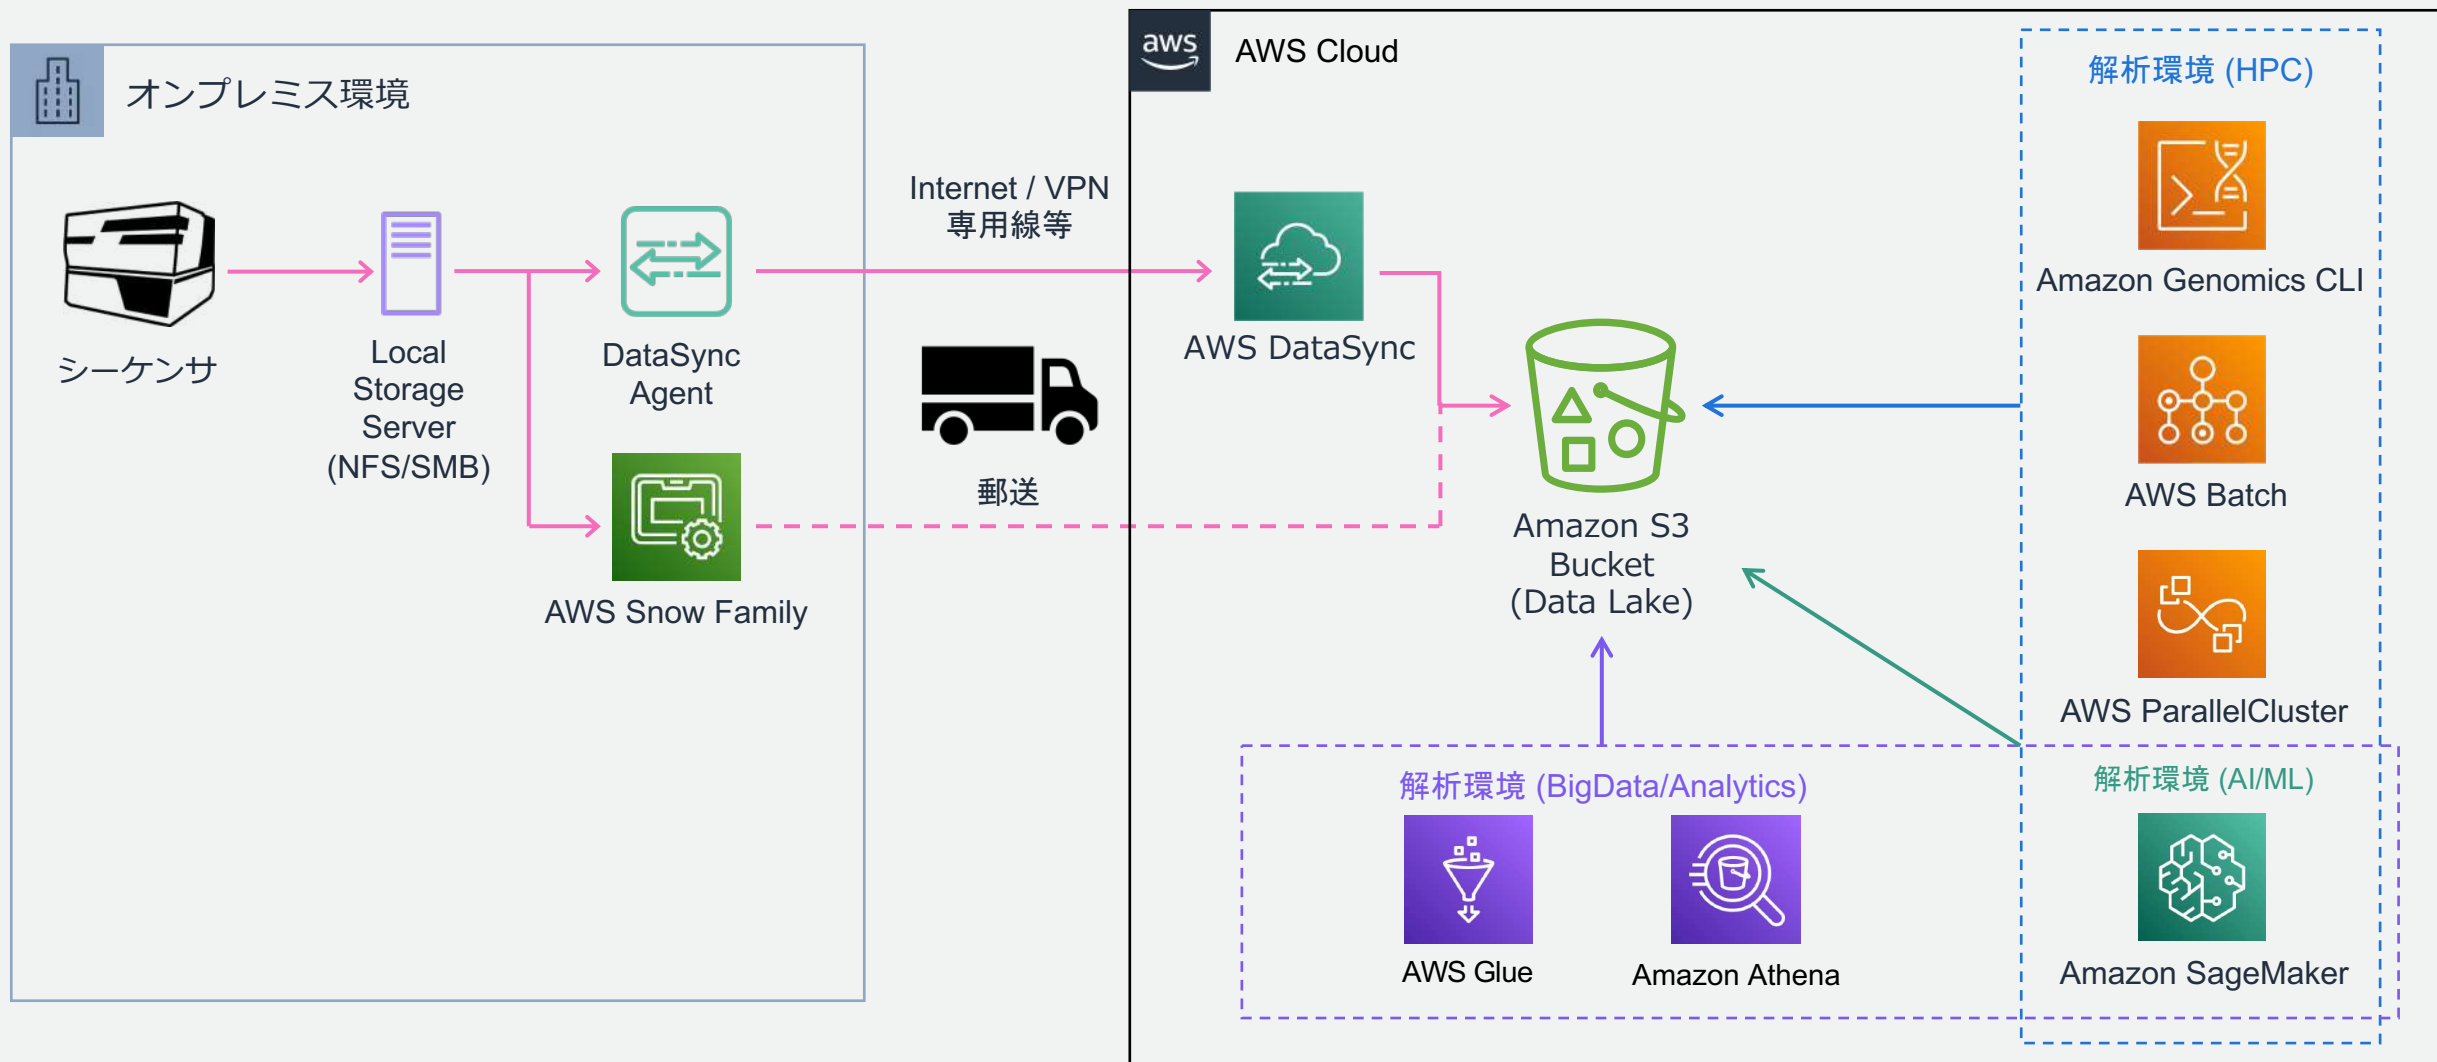 オンプレミス環境
シーケンサ
Local
Storage
Server
(NFS/SMB)
DataSync
Agent
AWS Snow Family
Internet / VPN
専用線等
郵送
aws
AWS Cloud
AWS DataSync
Amazon S3
Bucket
(Data Lake)
解析環境 (HPC)
Amazon Genomics CLI
AWS Batch
AWS ParallelCluster
解析環境 (BigData/Analytics)
AWS Glue
Amazon Athena
解析環境 (AI/ML)
Amazon SageMaker